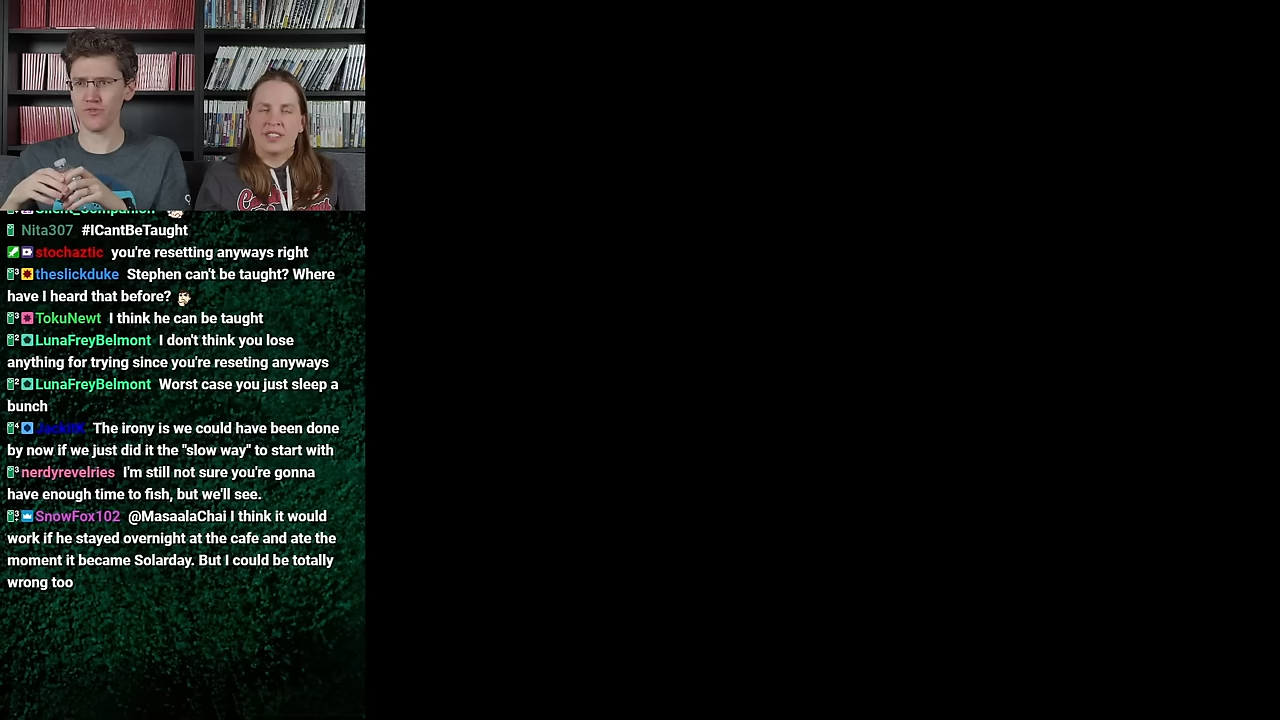 Silent_Companion
Nita307 #ICantBeTaught
stochaztic you're resetting anyways right
theslickduke Stephen can't be taught? Where
have I heard that before?
TokuNewt I think he can be taught
LunaFreyBelmont I don't think you lose
anything for trying since you're reseting anyways
LunaFreyBelmont Worst case you just sleep a
bunch
The irony is we could have been done
by now if we just did it the "slow way" to start with
nerdyrevelries I'm still not sure you're gonna
have enough time to fish, but we'll see.
SnowFox102 @MasaalaChai I think it would
work if he stayed overnight at the cafe and ate the
moment it became Solarday. But I could be totally
wrong too